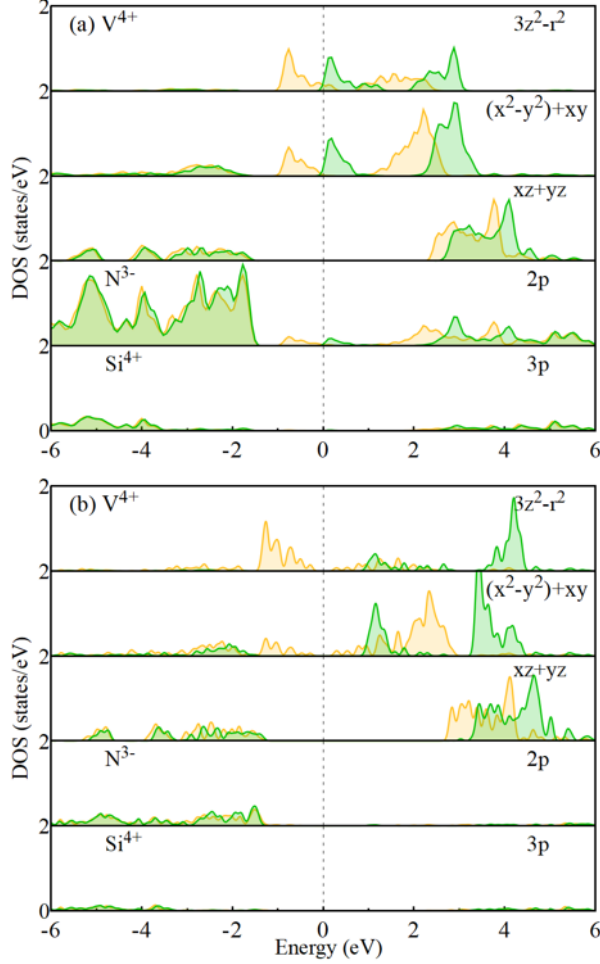 2
(a) V⁴⁺ 3z²-r²
2
(x²-y²)+xy
2
xz+yz
DOS (states/eV)
2
N³⁻ 2p
2
Si⁴⁺ 3p
0
-6 -4 -2 0 2 4 6
2
(b) V⁴⁺ 3z²-r²
2
(x²-y²)+xy
2
xz+yz
DOS (states/eV)
2
N³⁻ 2p
2
Si⁴⁺ 3p
0
-6 -4 -2 0 2 4 6
Energy (eV)